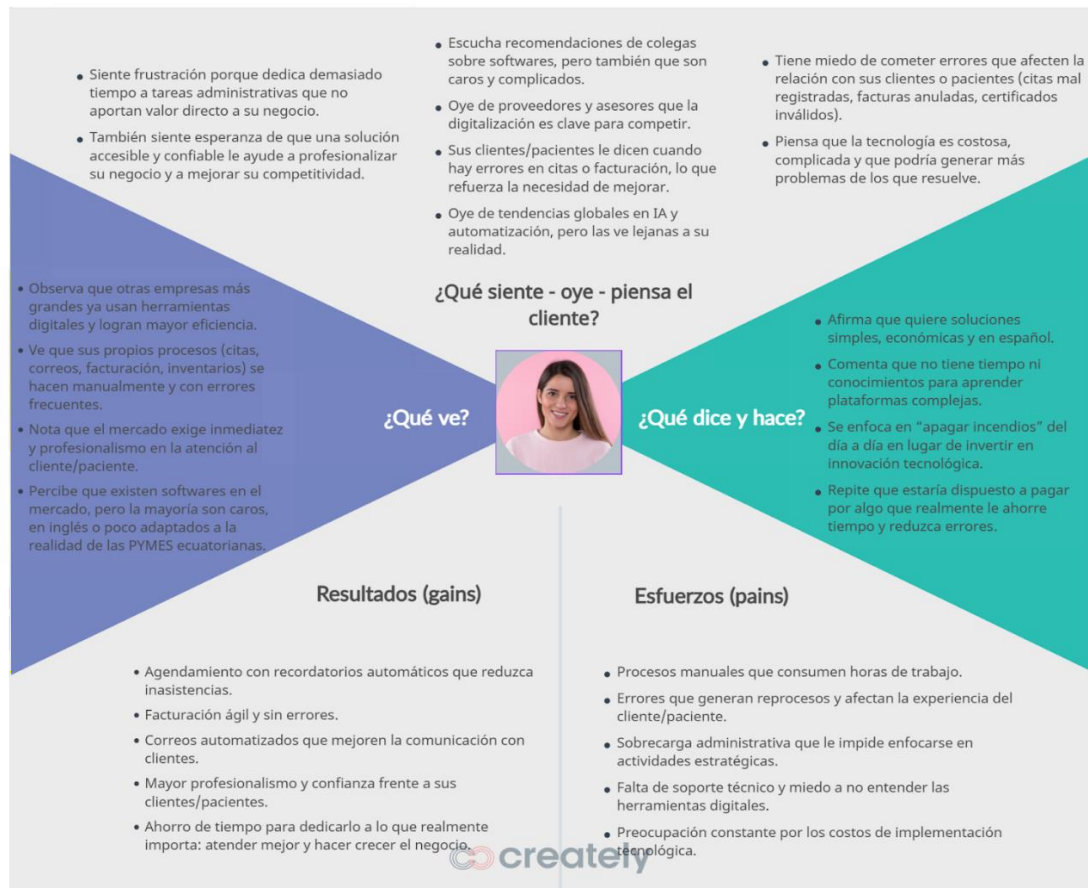 • Siente frustración porque dedica demasiado
tiempo a tareas administrativas que no
aportan valor directo a su negocio.
• También siente esperanza de que una solución
accesible y confiable le ayude a profesionalizar
su negocio y a mejorar su competitividad.
• Escucha recomendaciones de colegas
sobre softwares, pero también que son
caros y complicados.
• Oye de proveedores y asesores que la
digitalización es clave para competir.
• Sus clientes/pacientes le dicen cuando
hay errores en citas o facturación, lo que
refuerza la necesidad de mejorar.
• Oye de tendencias globales en IA y
automatización, pero las ve lejanas a su
realidad.
• Tiene miedo de cometer errores que afecten la
relación con sus clientes o pacientes (citas mal
registradas, facturas anuladas, certificados
inválidos).
• Piensa que la tecnología es costosa,
complicada y que podría generar más
problemas de los que resuelve.
¿Qué siente - oye - piensa el
cliente?
• Observa que otras empresas más
grandes ya usan herramientas
digitales y logran mayor eficiencia.
• Ve que sus propios procesos (citas,
correos, facturación, inventarios) se
hacen manualmente y con errores
frecuentes.
• Nota que el mercado exige inmediatez
y profesionalismo en la atención al
cliente/paciente.
• Percibe que existen softwares en el
mercado, pero la mayoría son caros,
en inglés o poco adaptados a la
realidad de las PYMES ecuatorianas.
¿Qué ve?
¿Qué dice y hace?
• Afirma que quiere soluciones
simples, económicas y en español.
• Comenta que no tiene tiempo ni
conocimientos para aprender
plataformas complejas.
• Se enfoca en “apagar incendios” del
día a día en lugar de invertir en
innovación tecnológica.
• Repite que estaría dispuesto a pagar
por algo que realmente le ahorre
tiempo y reduzca errores.
Resultados (gains)
• Agendamiento con recordatorios automáticos que reduzca
inasistencias.
• Facturación ágil y sin errores.
• Correos automatizados que mejoren la comunicación con
clientes.
• Mayor profesionalismo y confianza frente a sus
clientes/pacientes.
• Ahorro de tiempo para dedicarlo a lo que realmente
importa: atender mejor y hacer crecer el negocio.
Esfuerzos (pains)
• Procesos manuales que consumen horas de trabajo.
• Errores que generan reprocesos y afectan la experiencia del
cliente/paciente.
• Sobrecarga administrativa que le impide enfocarse en
actividades estratégicas.
• Falta de soporte técnico y miedo a no entender las
herramientas digitales.
• Preocupación constante por los costos de implementación
tecnológica.
creately